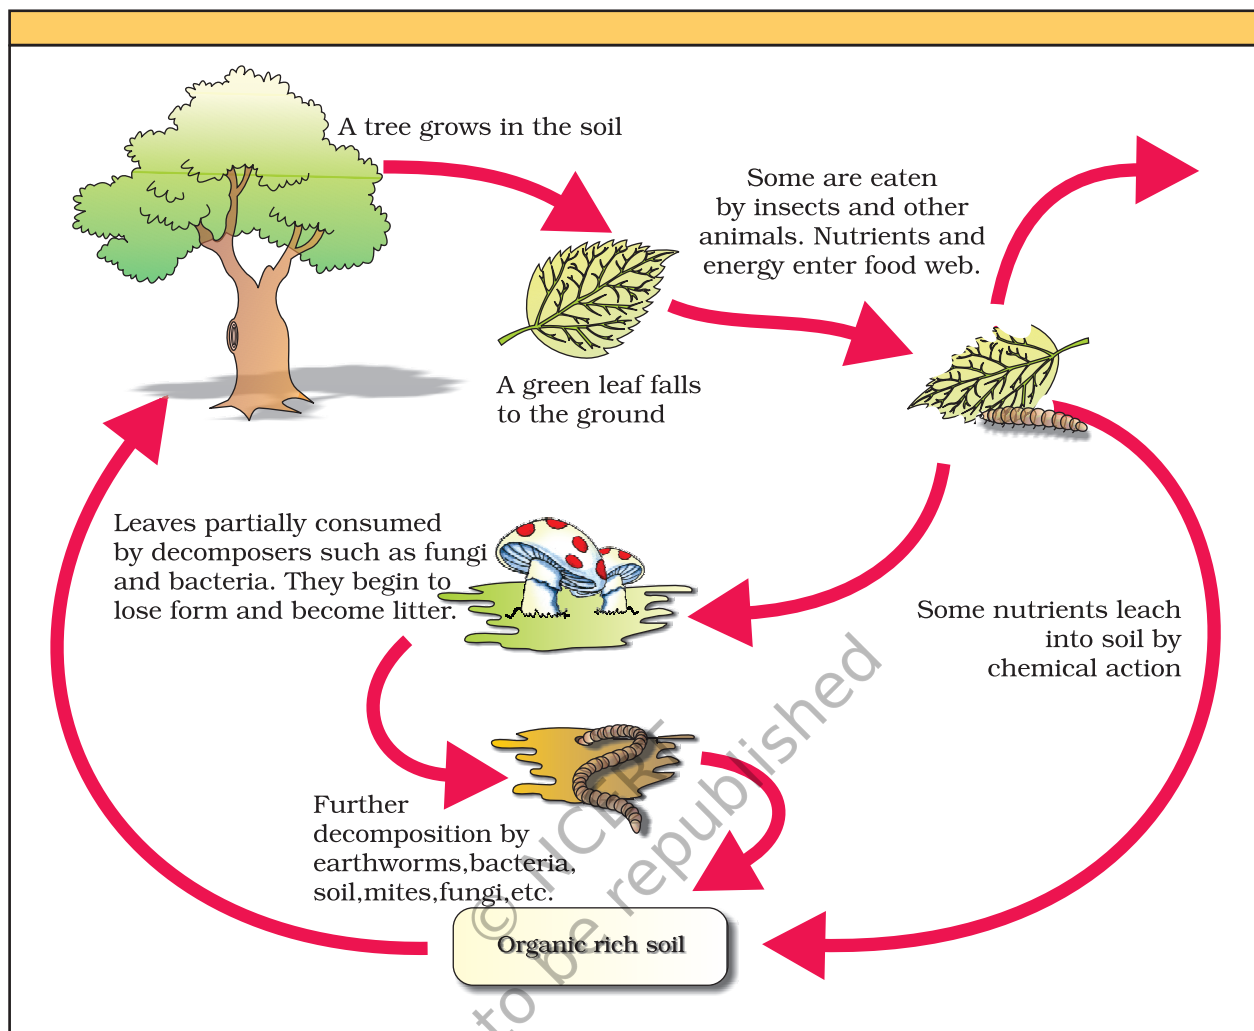 A tree grows in the soil
Some are eaten
by insects and other
animals. Nutrients and
energy enter food web.
A green leaf falls
to the ground
Leaves partially consumed
by decomposers such as fungi
and bacteria. They begin to
lose form and become litter.
Some nutrients leach
into soil by
chemical action
Further
decomposition by
earthworms,bacteria,
soil,mites,fungi,etc.
Organic rich soil
© NCERT
to be republished